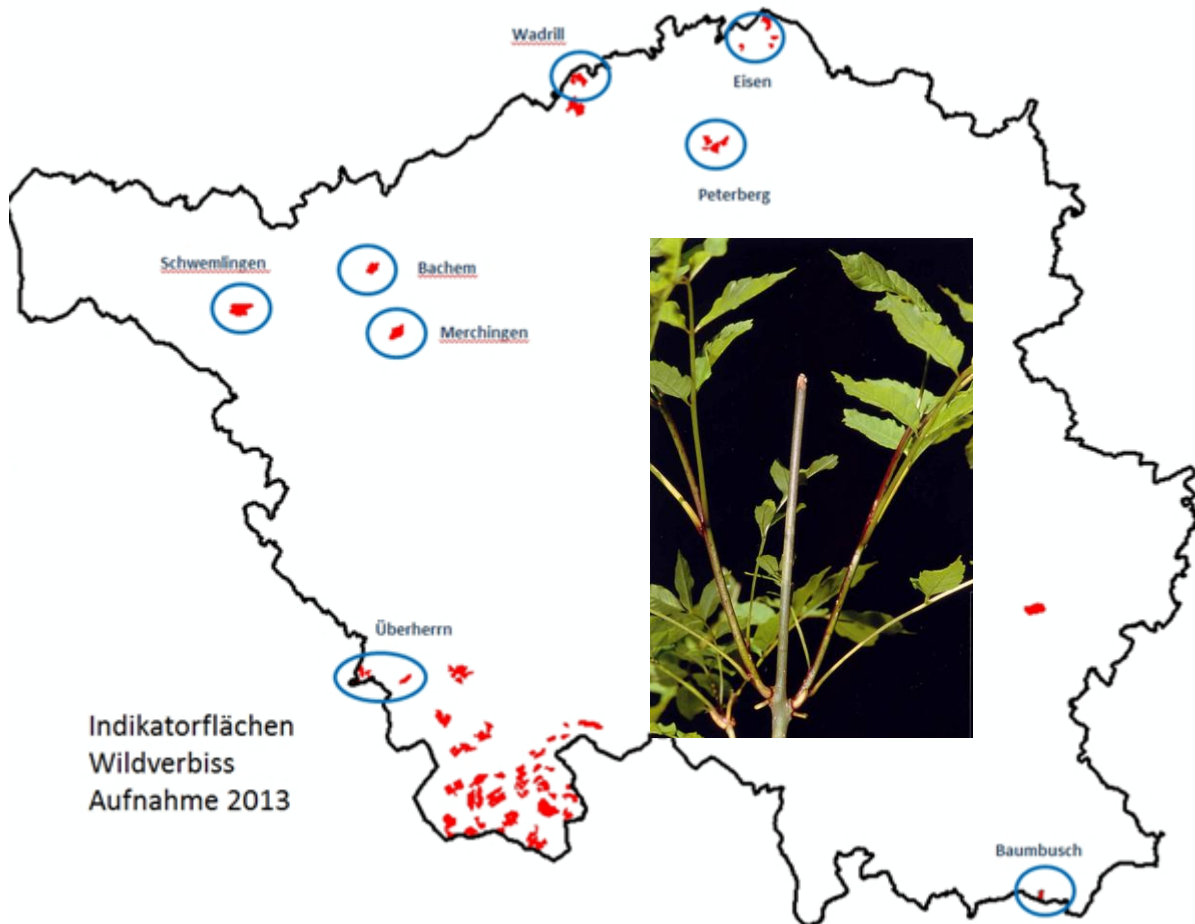 Wadrill
Eisen
Peterberg
Schwemlingen
Bachem
Merchingen
Überherrn
Indikatorflächen
Wildverbiss
Aufnahme 2013
Baumbusch